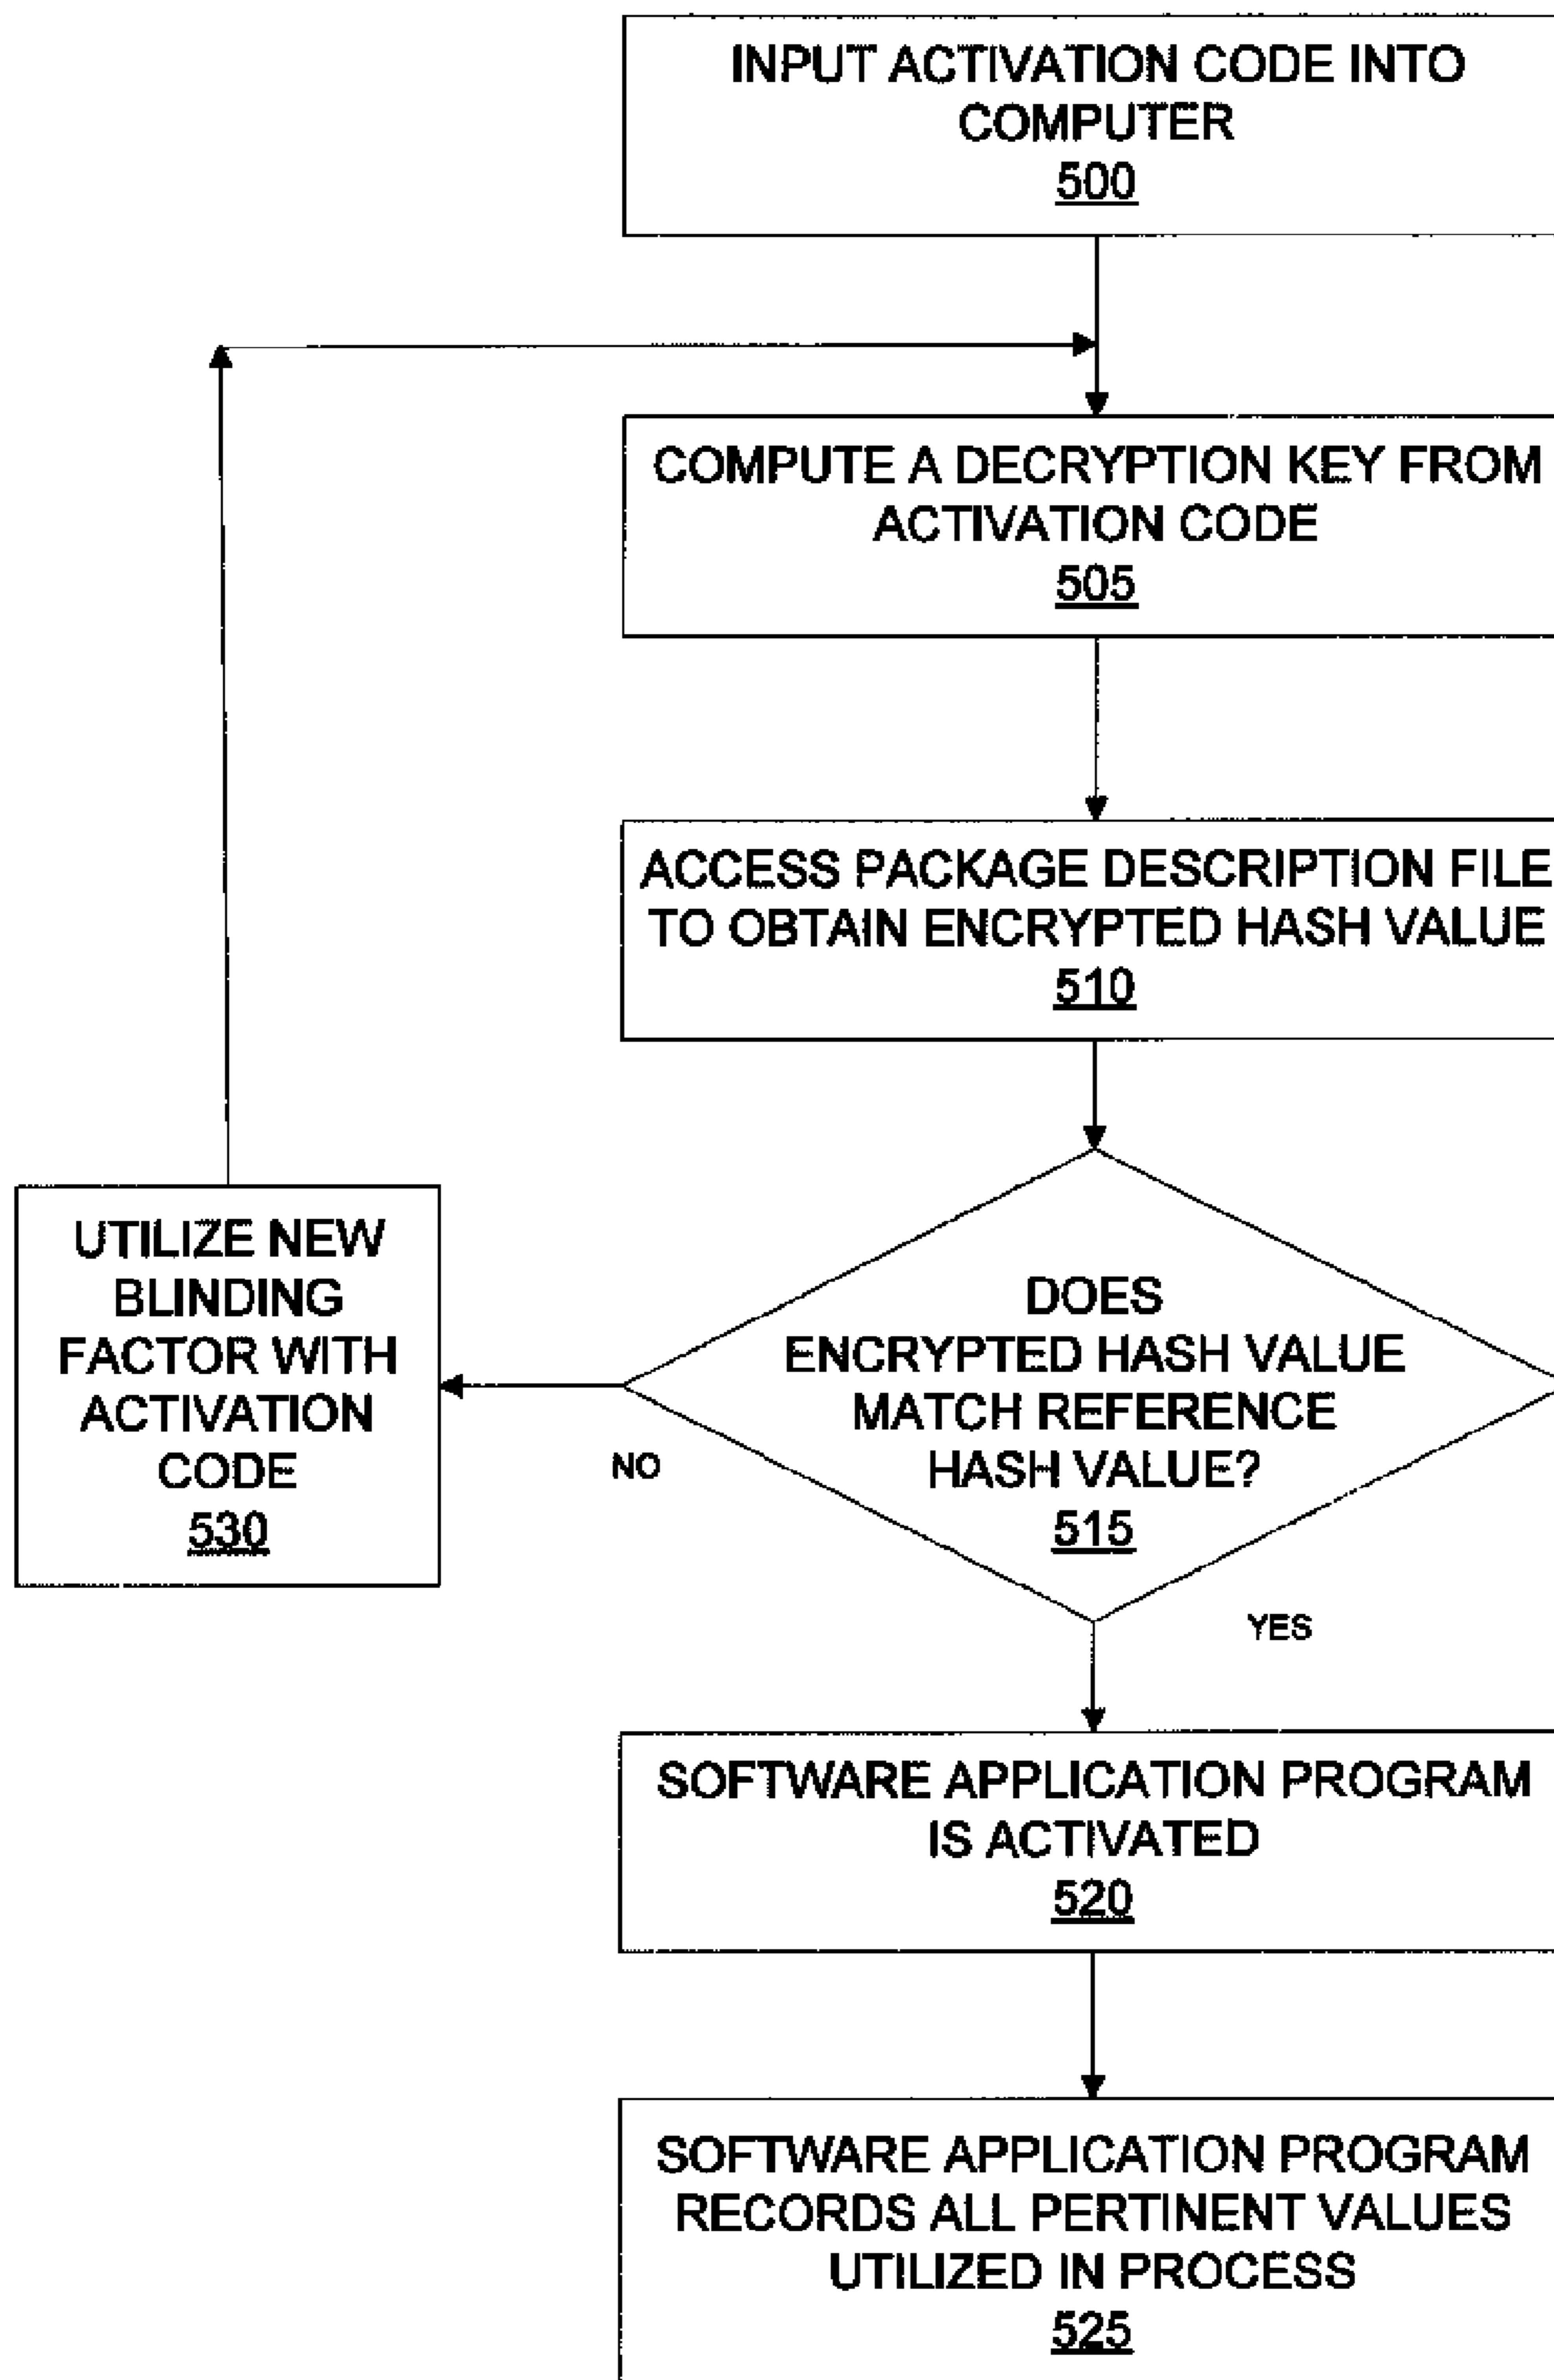 INPUT ACTIVATION CODE INTO
COMPUTER
500
COMPUTE A DECRYPTION KEY FROM
ACTIVATION CODE
505
ACCESS PACKAGE DESCRIPTION FILE
TO OBTAIN ENCRYPTED HASH VALUE
510
DOES
ENCRYPTED HASH VALUE
MATCH REFERENCE
HASH VALUE?
515
NO
UTILIZE NEW
BLINDING
FACTOR WITH
ACTIVATION
CODE
530
YES
SOFTWARE APPLICATION PROGRAM
IS ACTIVATED
520
SOFTWARE APPLICATION PROGRAM
RECORDS ALL PERTINENT VALUES
UTILIZED IN PROCESS
525